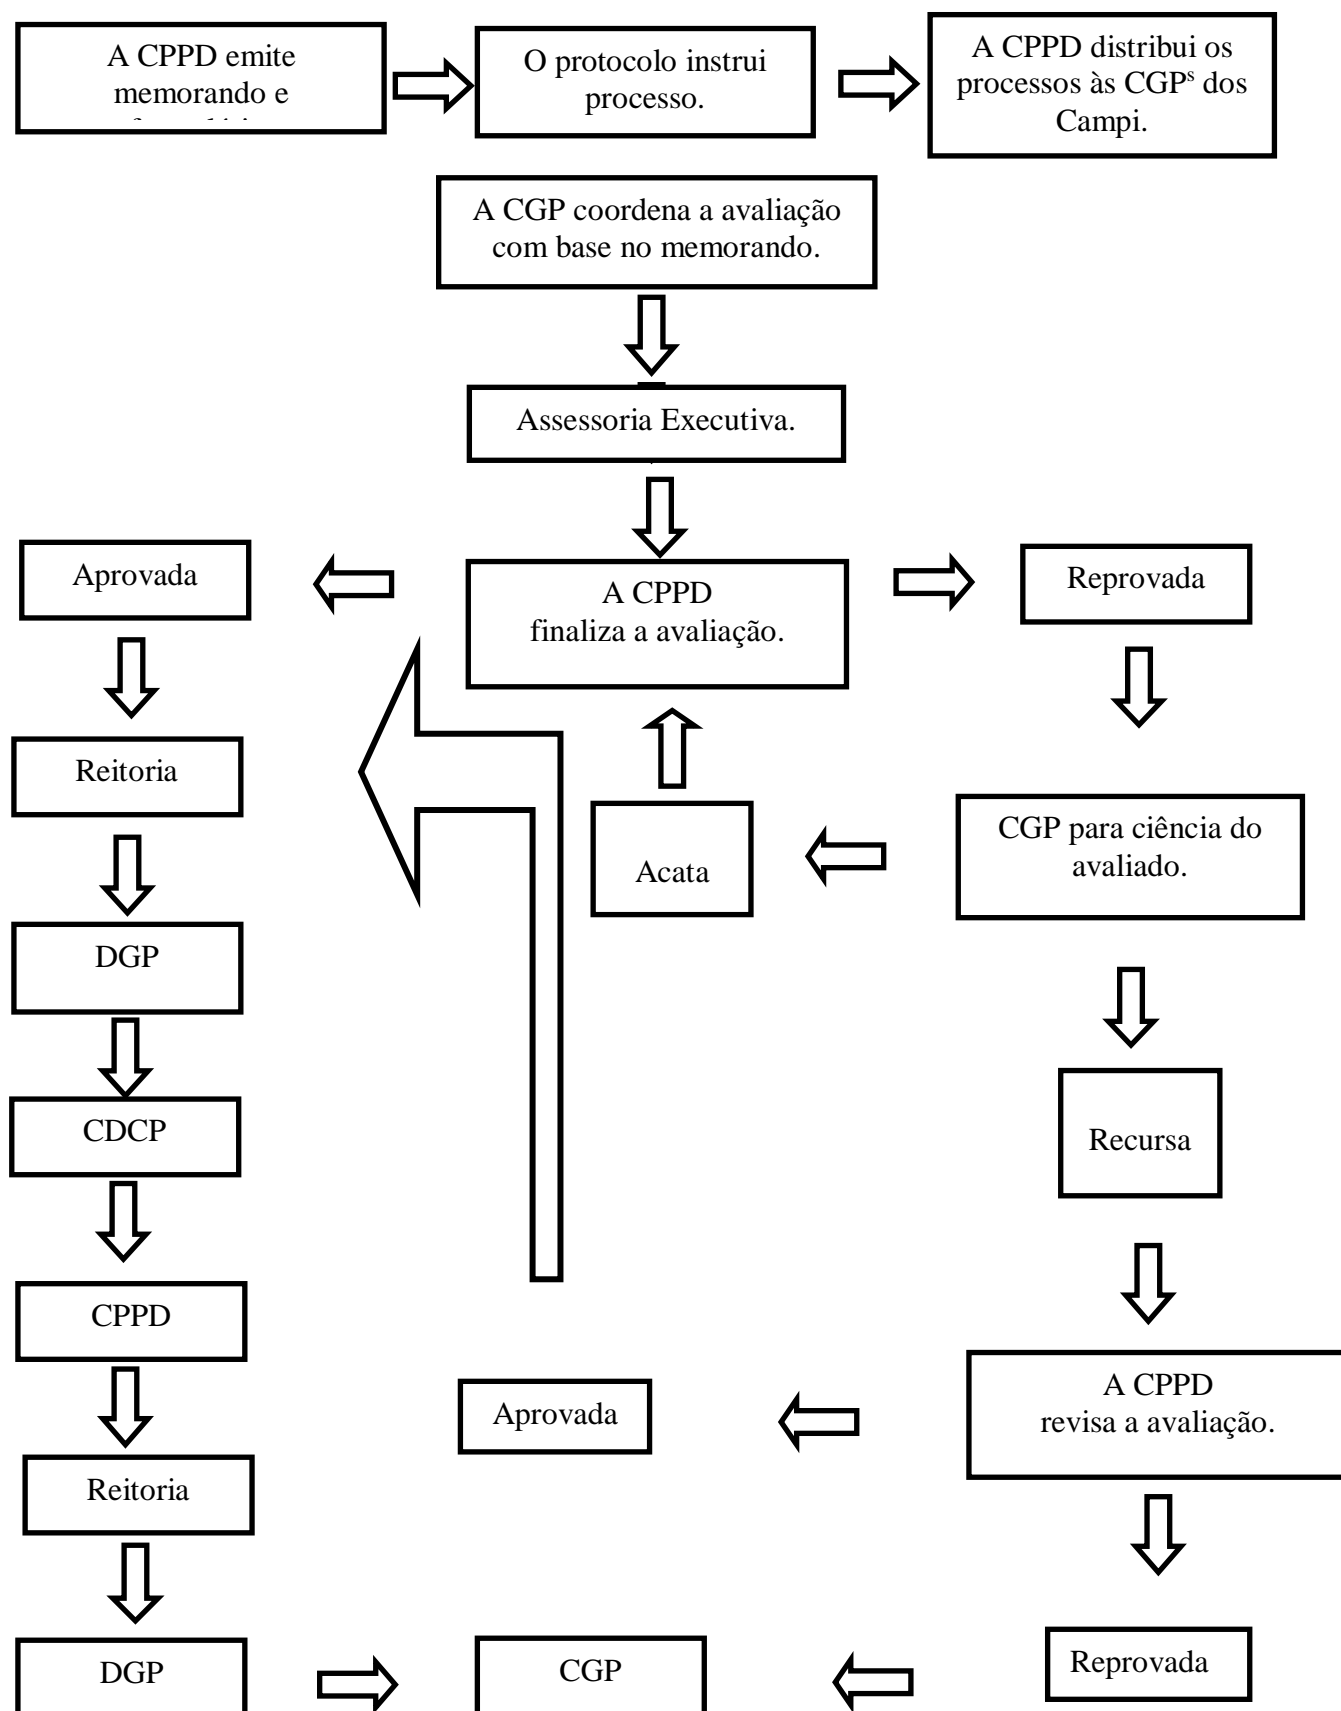 A CPPD emite
memorando e
O protocolo instrui
processo.
A CPPD distribui os
processos às CGPˢ dos
Campi.
A CGP coordena a avaliação
com base no memorando.
Assessoria Executiva.
Aprovada
A CPPD
finaliza a avaliação.
Reprovada
Reitoria
Acata
CGP para ciência do
avaliado.
DGP
CDCP
Recursa
CPPD
Aprovada
A CPPD
revisa a avaliação.
Reitoria
DGP
CGP
Reprovada